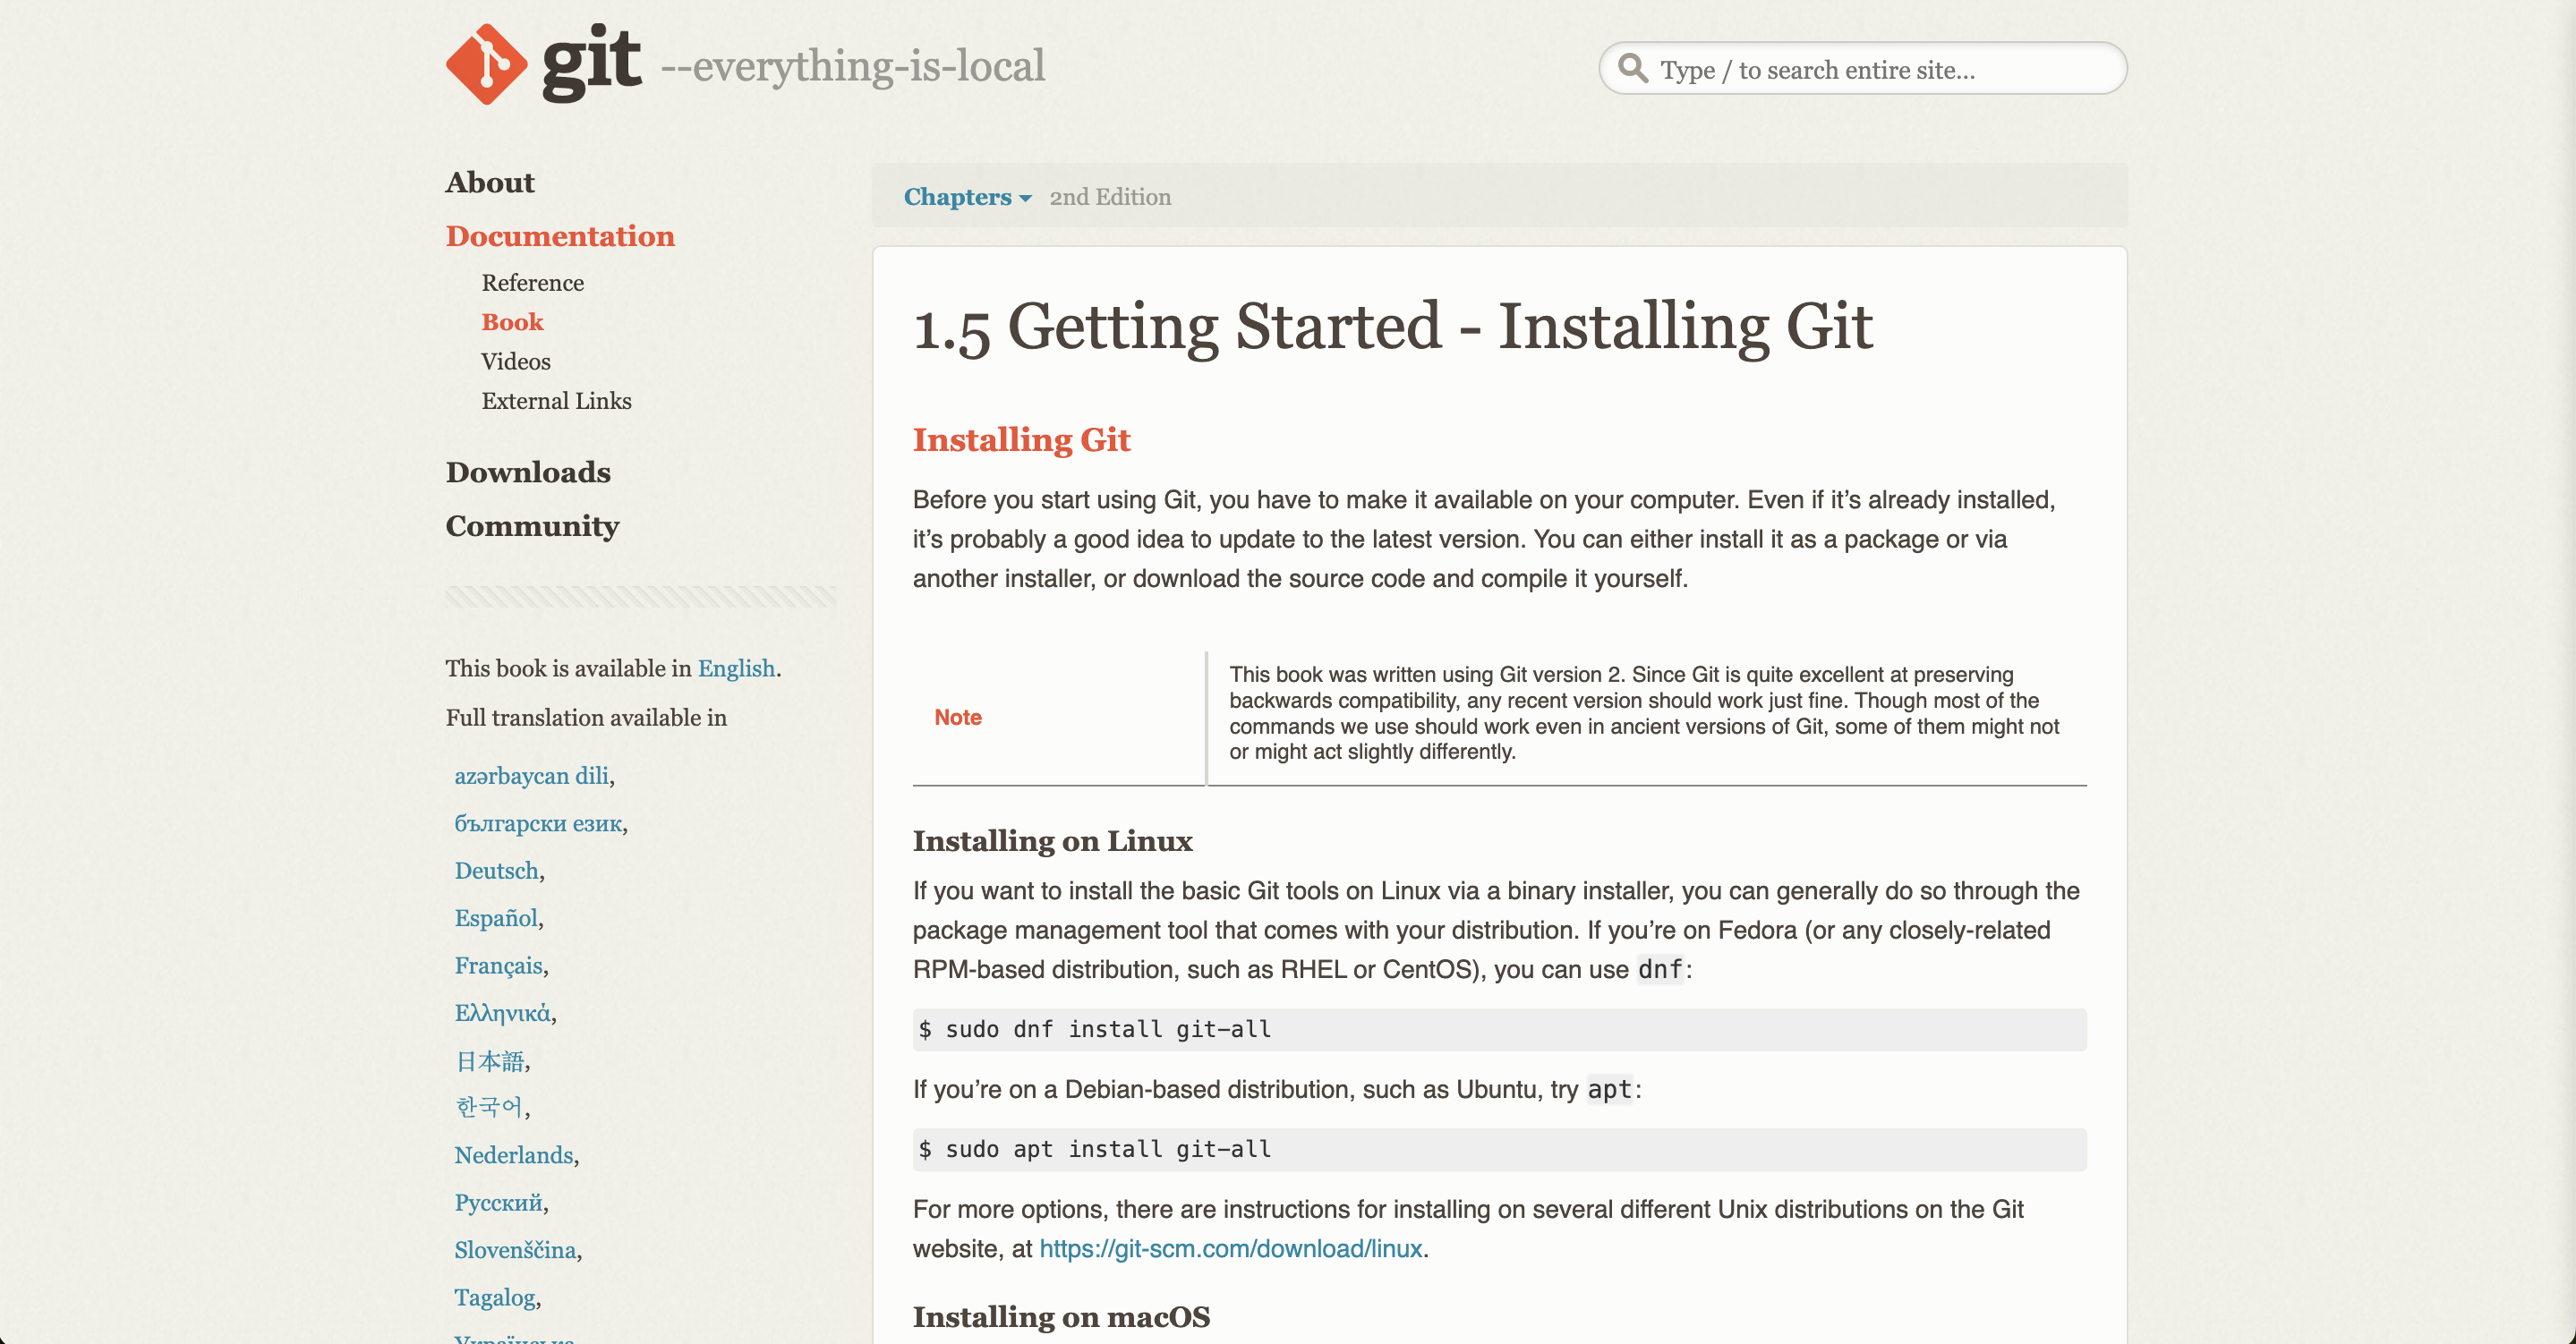 git --everything-is-local
Type / to search entire site...
About
Documentation
Reference
Book
Videos
External Links
Downloads
Community
This book is available in English.
Full translation available in
azərbaycan dili,
български език,
Deutsch,
Español,
Français,
Ελληνικά,
日本語,
한국어,
Nederlands,
Русский,
Slovenščina,
Tagalog,
Українська
Chapters 2nd Edition
1.5 Getting Started - Installing Git
Installing Git
Before you start using Git, you have to make it available on your computer. Even if it’s already installed,
it’s probably a good idea to update to the latest version. You can either install it as a package or via
another installer, or download the source code and compile it yourself.
Note
This book was written using Git version 2. Since Git is quite excellent at preserving
backwards compatibility, any recent version should work just fine. Though most of the
commands we use should work even in ancient versions of Git, some of them might not
or might act slightly differently.
Installing on Linux
If you want to install the basic Git tools on Linux via a binary installer, you can generally do so through the
package management tool that comes with your distribution. If you’re on Fedora (or any closely-related
RPM-based distribution, such as RHEL or CentOS), you can use dnf:
$ sudo dnf install git-all
If you’re on a Debian-based distribution, such as Ubuntu, try apt:
$ sudo apt install git-all
For more options, there are instructions for installing on several different Unix distributions on the Git
website, at https://git-scm.com/download/linux.
Installing on macOS